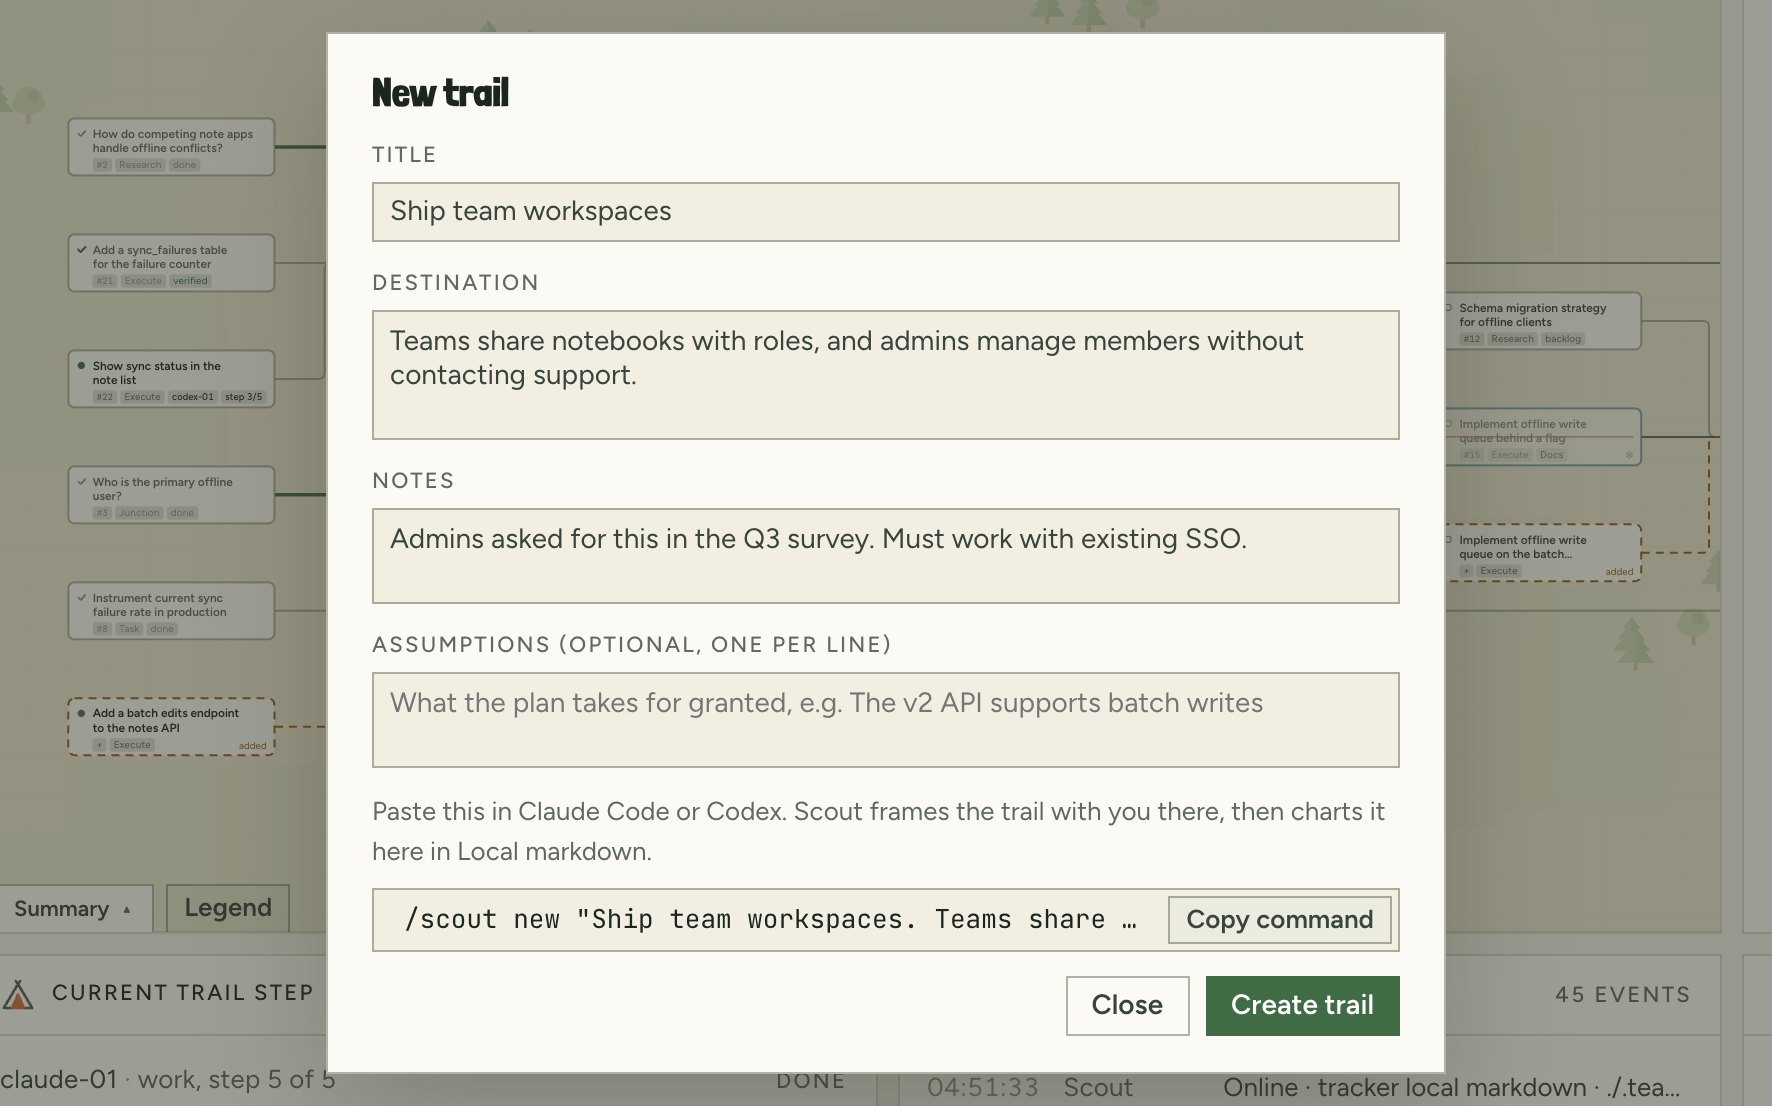 New trail
TITLE
Ship team workspaces
DESTINATION
Teams share notebooks with roles, and admins manage members without
contacting support.
NOTES
Admins asked for this in the Q3 survey. Must work with existing SSO.
ASSUMPTIONS (OPTIONAL, ONE PER LINE)
What the plan takes for granted, e.g. The v2 API supports batch writes
Paste this in Claude Code or Codex. Scout frames the trail with you there, then charts it
here in Local markdown.
/scout new "Ship team workspaces. Teams share …
Copy command
Close
Create trail
How do competing note apps
handle offline conflicts?
#2 Research done
Add a sync_failures table
for the failure counter
#21 Execute verified
Show sync status in the
note list
#22 Execute codex-01 step 3/5
Who is the primary offline
user?
#3 Junction done
Instrument current sync
failure rate in production
#8 Task done
Add a batch edits endpoint
to the notes API
+ Execute added
Schema migration strategy
for offline clients
#12 Research backlog
Implement offline write
queue behind a flag
#15 Execute Docs
Implement offline write
queue on the batch…
+ Execute added
Summary ▲
Legend
CURRENT TRAIL STEP
45 EVENTS
claude-01 · work, step 5 of 5
DONE
04:51:33 Scout Online · tracker local markdown · ./.tea…